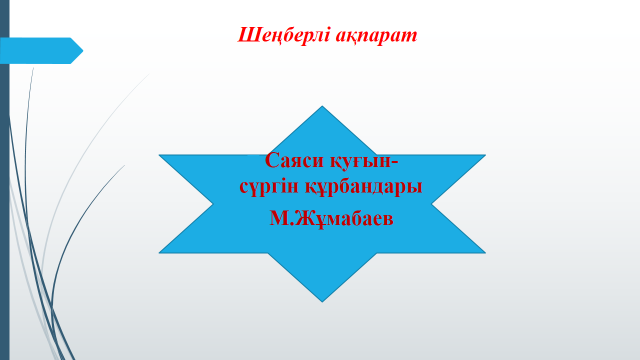 Шеңберлі ақпарат
Саяси қуғын-
сүргін құрбандары
М.Жұмабаев